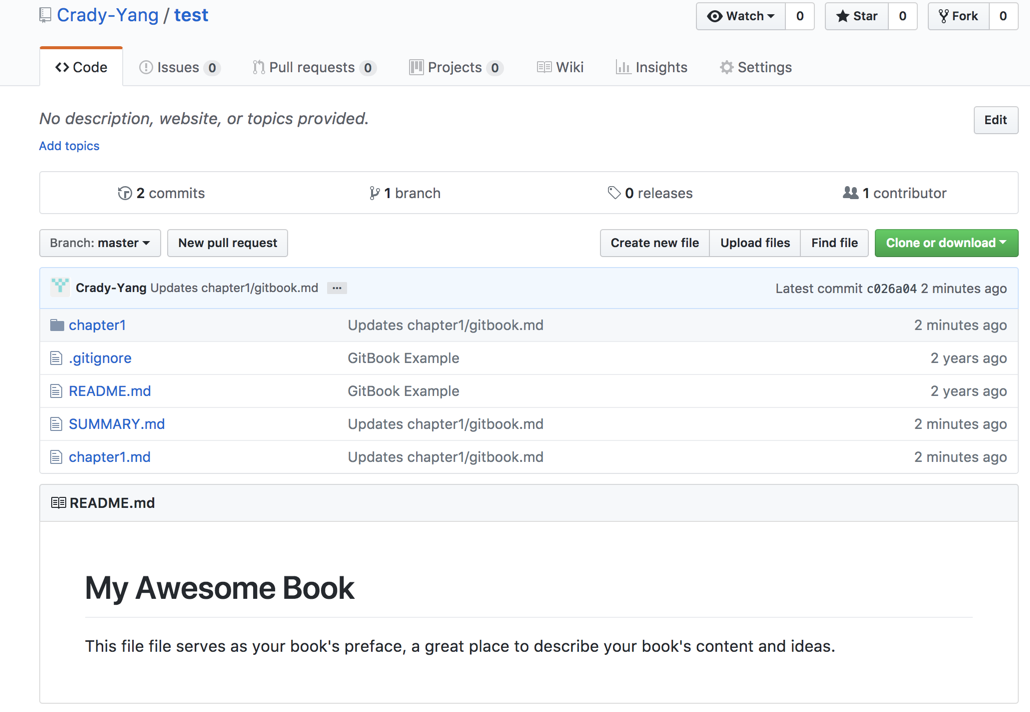 Crady-Yang / test
Watch 0 Star 0 Fork 0
Code Issues 0 Pull requests 0 Projects 0 Wiki Insights Settings
No description, website, or topics provided.
Edit
Add topics
2 commits 1 branch 0 releases 1 contributor
Branch: master New pull request Create new file Upload files Find file Clone or download
Crady-Yang Updates chapter1/gitbook.md ... Latest commit c026a04 2 minutes ago
chapter1 Updates chapter1/gitbook.md 2 minutes ago
.gitignore GitBook Example 2 years ago
README.md GitBook Example 2 years ago
SUMMARY.md Updates chapter1/gitbook.md 2 minutes ago
chapter1.md Updates chapter1/gitbook.md 2 minutes ago
README.md
My Awesome Book
This file file serves as your book's preface, a great place to describe your book's content and ideas.